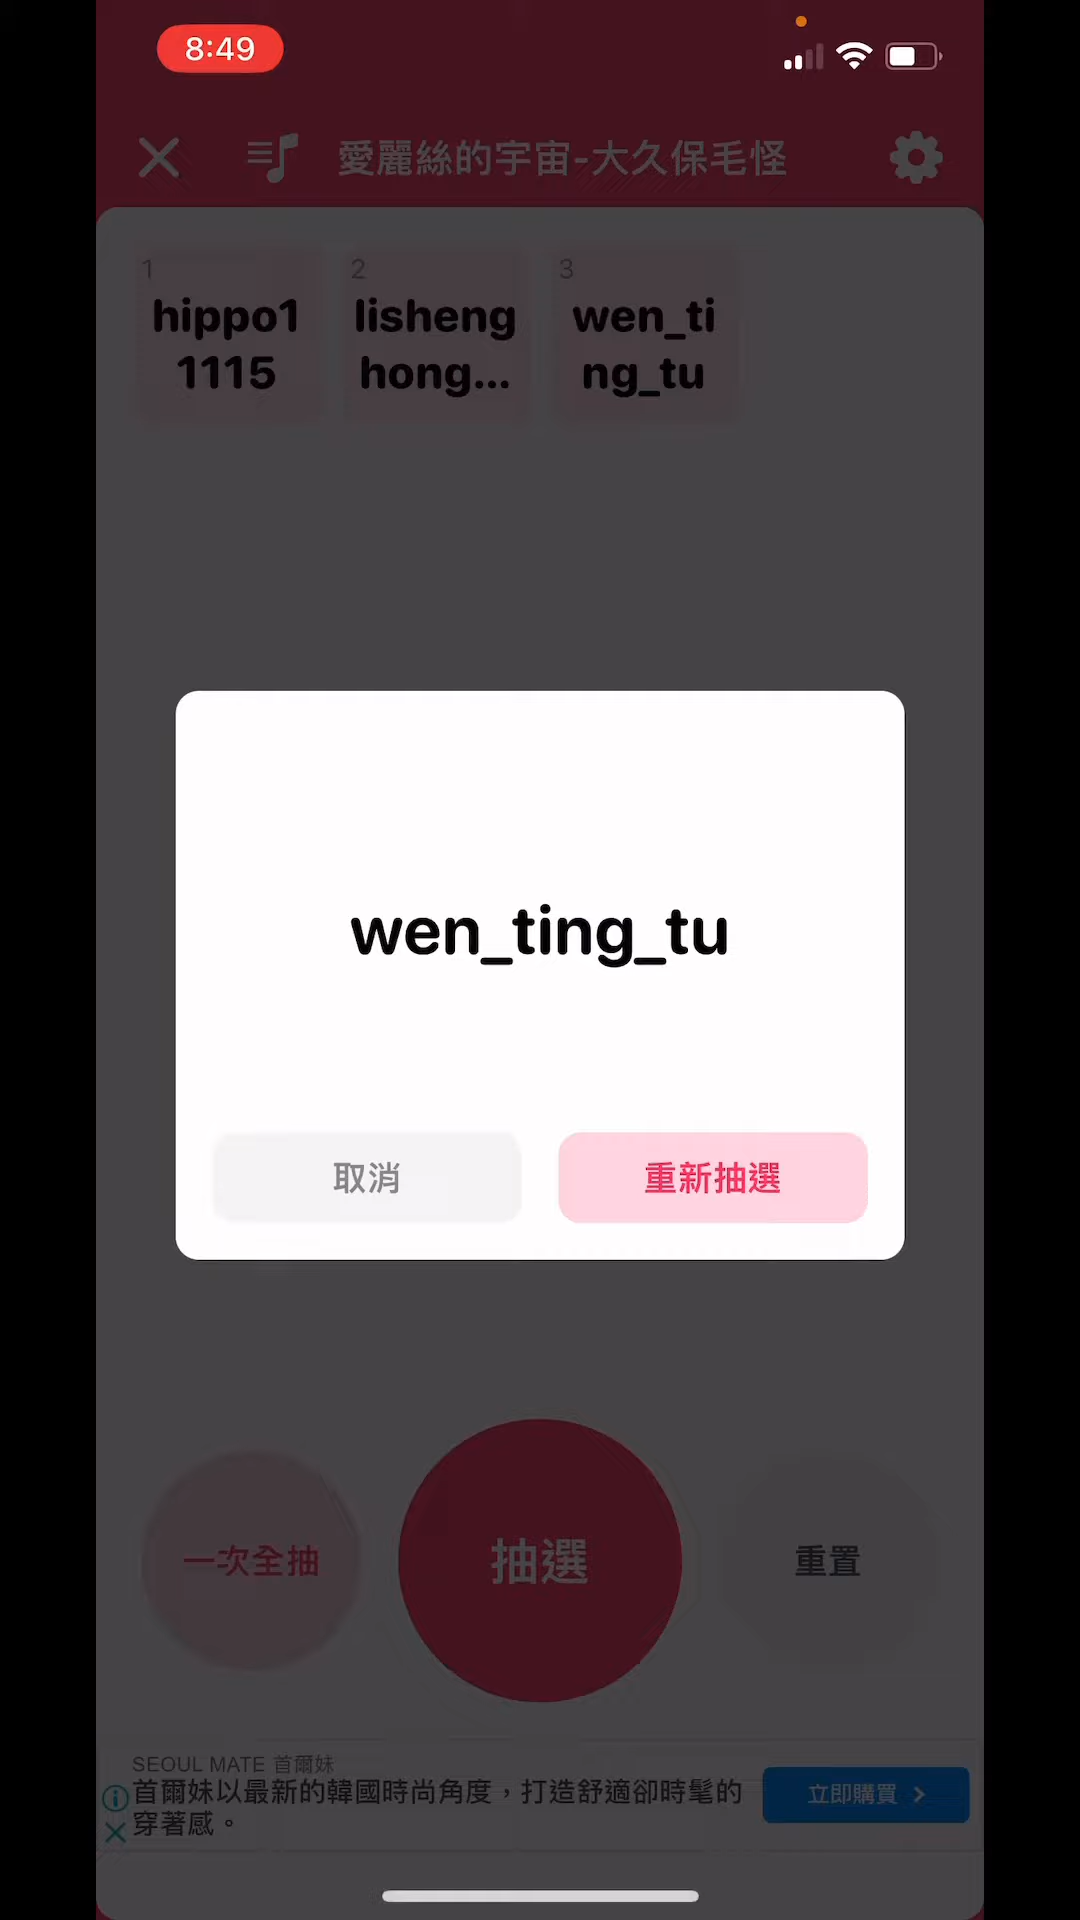 8:49
愛麗絲的宇宙-大久保毛怪
1
hippo1
1115
2
lisheng
hong...
3
wen_ti
ng_tu
wen_ting_tu
取消
重新抽選
一次全抽
抽選
重置
SEOUL MATE 首爾妹
首爾妹以最新的韓國時尚角度，打造舒適卻時髦的
穿著感。
立即購買